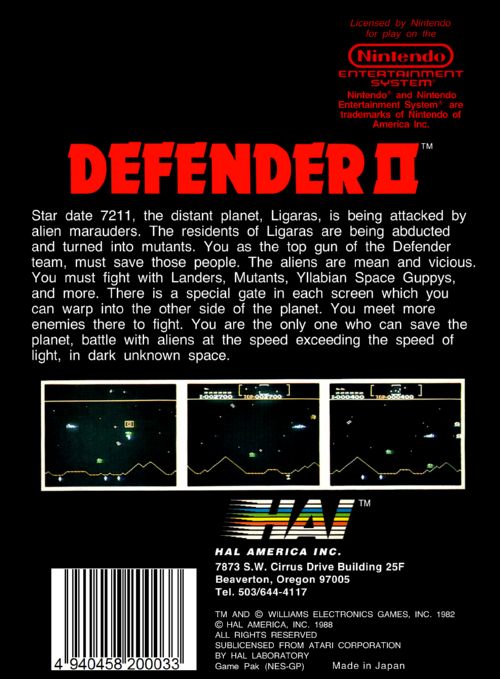 Licensed by Nintendo
for play on the
Nintendo
ENTERTAINMENT
SYSTEM
Nintendo® and Nintendo
Entertainment System® are
trademarks of Nintendo of
America Inc.
DEFENDER II™
Star date 7211, the distant planet, Ligaras, is being attacked by
alien marauders. The residents of Ligaras are being abducted
and turned into mutants. You as the top gun of the Defender
team, must save those people. The aliens are mean and vicious.
You must fight with Landers, Mutants, Yllabian Space Guppys,
and more. There is a special gate in each screen which you
can warp into the other side of the planet. You meet more
enemies there to fight. You are the only one who can save the
planet, battle with aliens at the speed exceeding the speed of
light, in dark unknown space.
I-002700 TOP-002700
I-000400 TOP-000400
HAL™
HAL AMERICA INC.
7873 S.W. Cirrus Drive Building 25F
Beaverton, Oregon 97005
Tel. 503/644-4117
TM AND © WILLIAMS ELECTRONICS GAMES, INC. 1982
© HAL AMERICA, INC. 1988
ALL RIGHTS RESERVED
SUBLICENSED FROM ATARI CORPORATION
BY HAL LABORATORY
Game Pak (NES-GP) Made in Japan
4 940458 200033